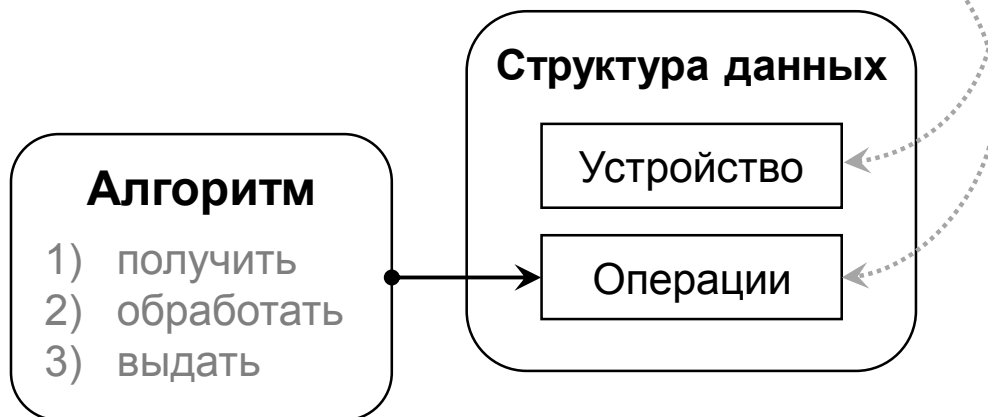 Структура данных
Устройство
Операции
Алгоритм
1) получить
2) обработать
3) выдать